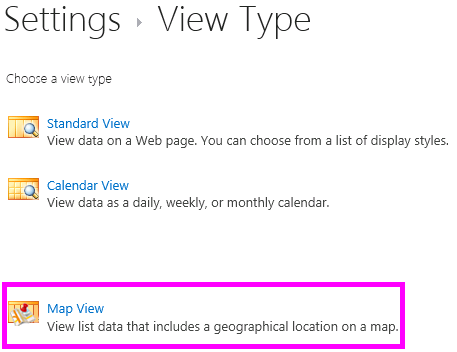 Settings ▸ View Type
Choose a view type
Standard View
View data on a Web page. You can choose from a list of display styles.
Calendar View
View data as a daily, weekly, or monthly calendar.
Map View
View list data that includes a geographical location on a map.